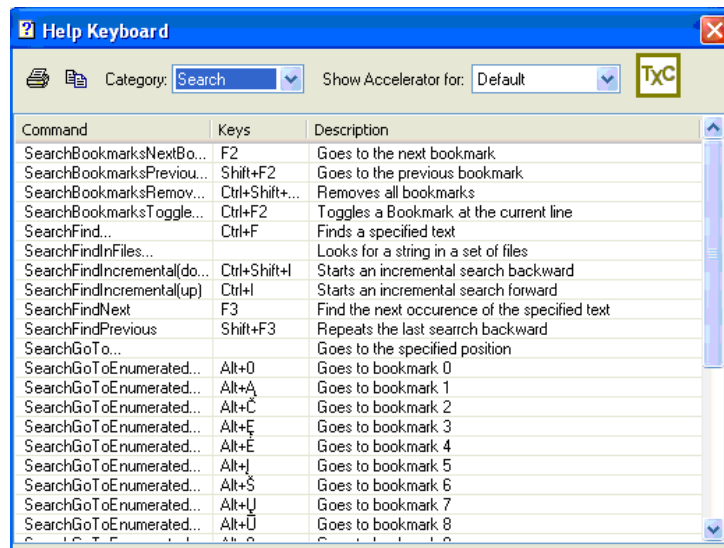 Help Keyboard
Category: Search Show Accelerator for: Default TXC
Command Keys Description
SearchBookmarksNextBo... F2 Goes to the next bookmark
SearchBookmarksPreviou... Shift+F2 Goes to the previous bookmark
SearchBookmarksRemov... Ctrl+Shift+... Removes all bookmarks
SearchBookmarksToggle... Ctrl+F2 Toggles a Bookmark at the current line
SearchFind... Ctrl+F Finds a specified text
SearchFindInFiles... Looks for a string in a set of files
SearchFindIncremental(do... Ctrl+Shift+I Starts an incremental search backward
SearchFindIncremental(up) Ctrl+I Starts an incremental search forward
SearchFindNext F3 Find the next occurence of the specified text
SearchFindPrevious Shift+F3 Repeats the last searrch backward
SearchGoTo... Goes to the specified position
SearchGoToEnumerated... Alt+0 Goes to bookmark 0
SearchGoToEnumerated... Alt+Ą Goes to bookmark 1
SearchGoToEnumerated... Alt+Č Goes to bookmark 2
SearchGoToEnumerated... Alt+Ę Goes to bookmark 3
SearchGoToEnumerated... Alt+Ė Goes to bookmark 4
SearchGoToEnumerated... Alt+Į Goes to bookmark 5
SearchGoToEnumerated... Alt+Š Goes to bookmark 6
SearchGoToEnumerated... Alt+Ų Goes to bookmark 7
SearchGoToEnumerated... Alt+Ū Goes to bookmark 8